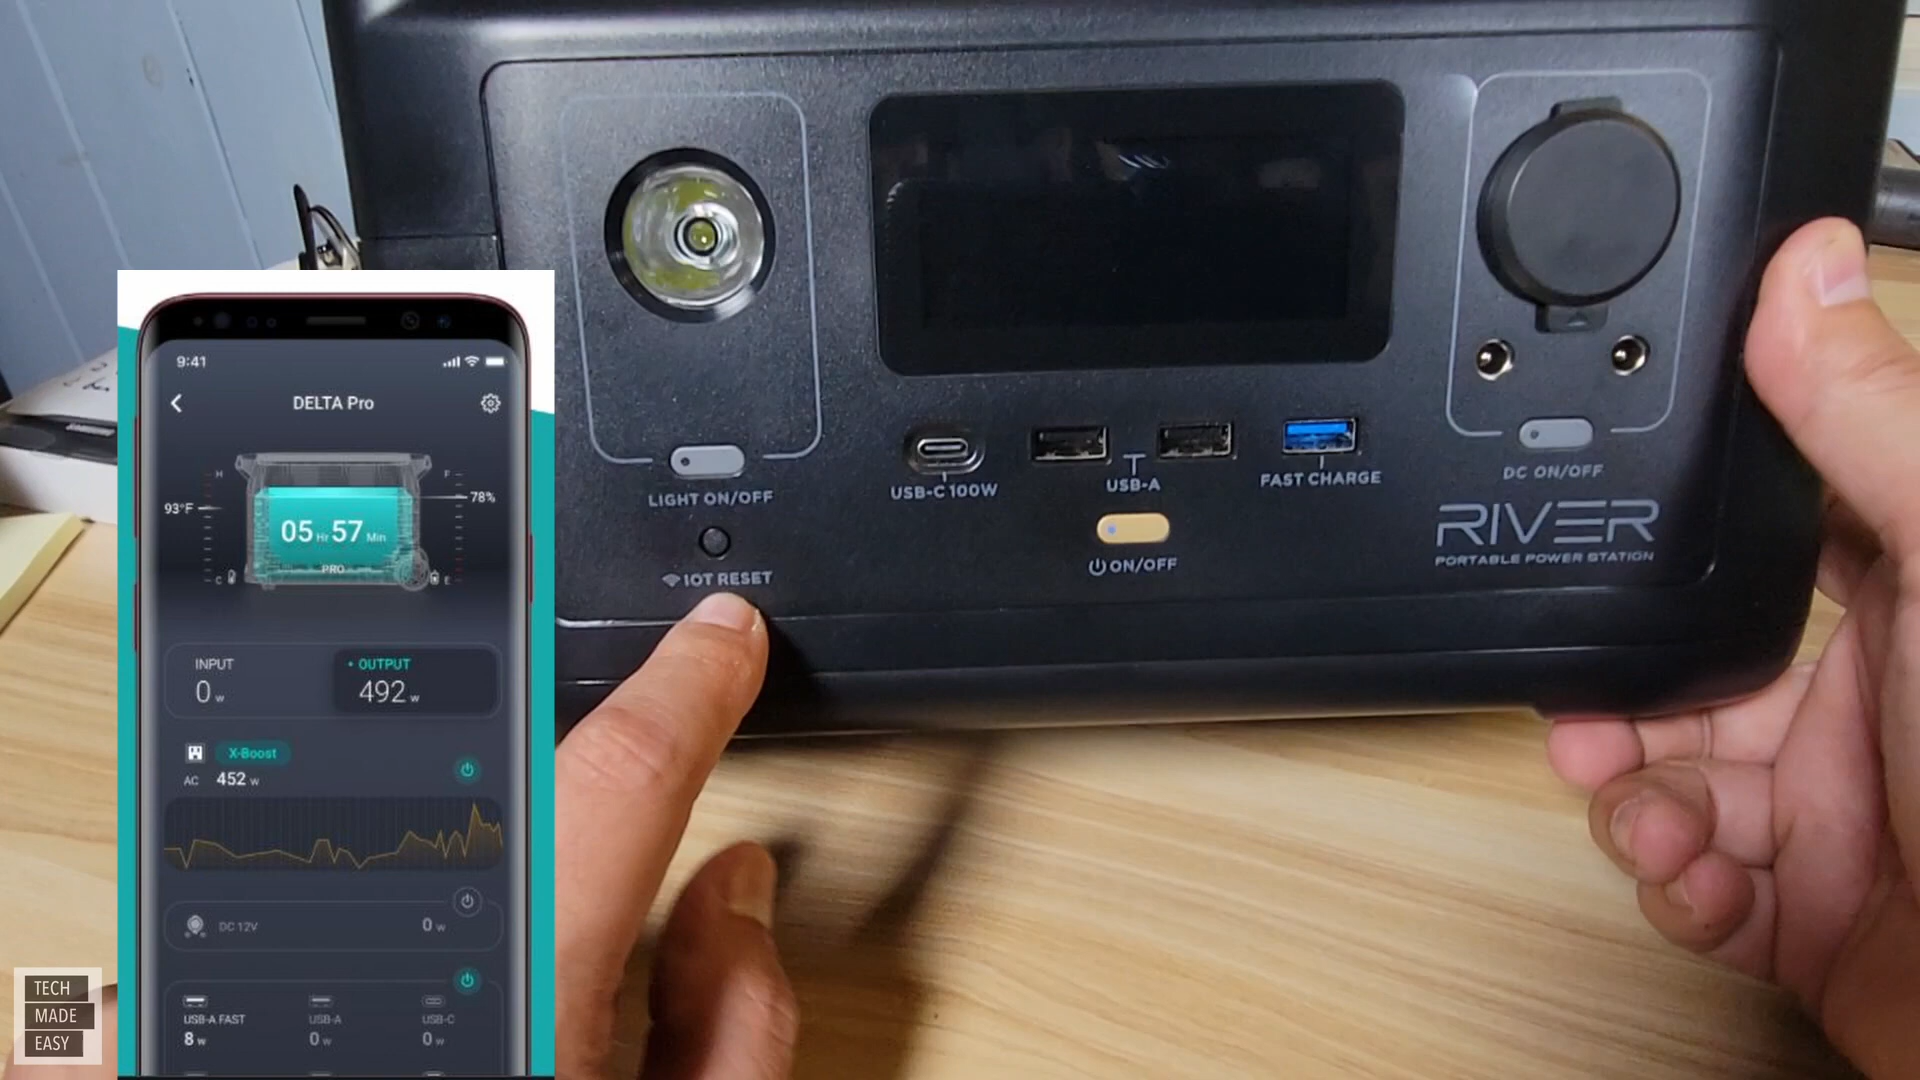 9:41
DELTA Pro
H
F
93°F
78%
05 Hr 57 Min
PRO
C
E
INPUT
OUTPUT
0 w
492 w
X-Boost
AC 452 w
DC 12V
0 w
USB-A FAST
USB-A
USB-C
8 w
0 w
0 w
LIGHT ON/OFF
IOT RESET
USB-C 100W
USB-A
FAST CHARGE
ON/OFF
DC ON/OFF
RIVER
PORTABLE POWER STATION
TECH
MADE
EASY